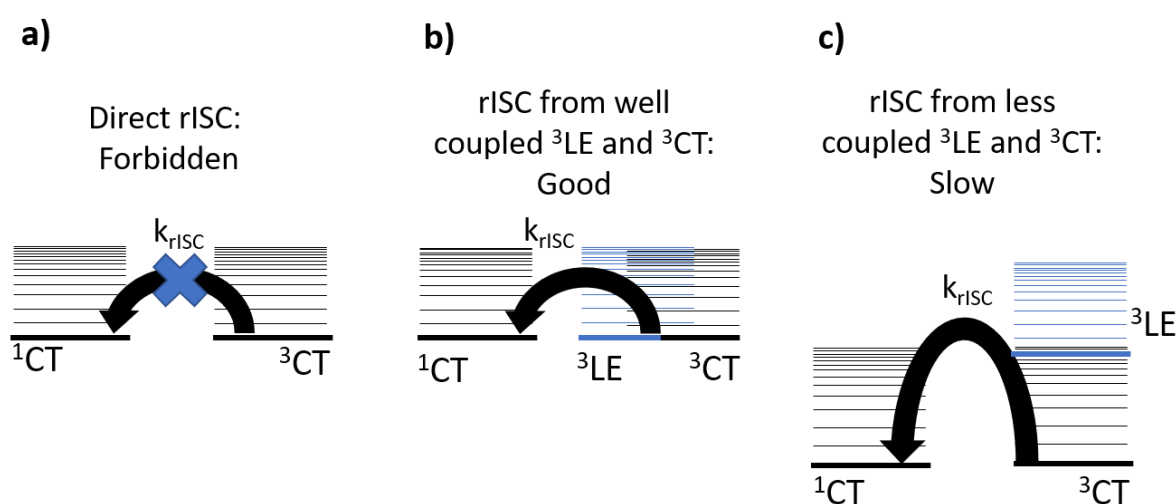 a)
Direct rISC:
Forbidden
k_rISC
¹CT
³CT
b)
rISC from well
coupled ³LE and ³CT:
Good
k_rISC
¹CT
³LE
³CT
c)
rISC from less
coupled ³LE and ³CT:
Slow
k_rISC
³LE
¹CT
³CT